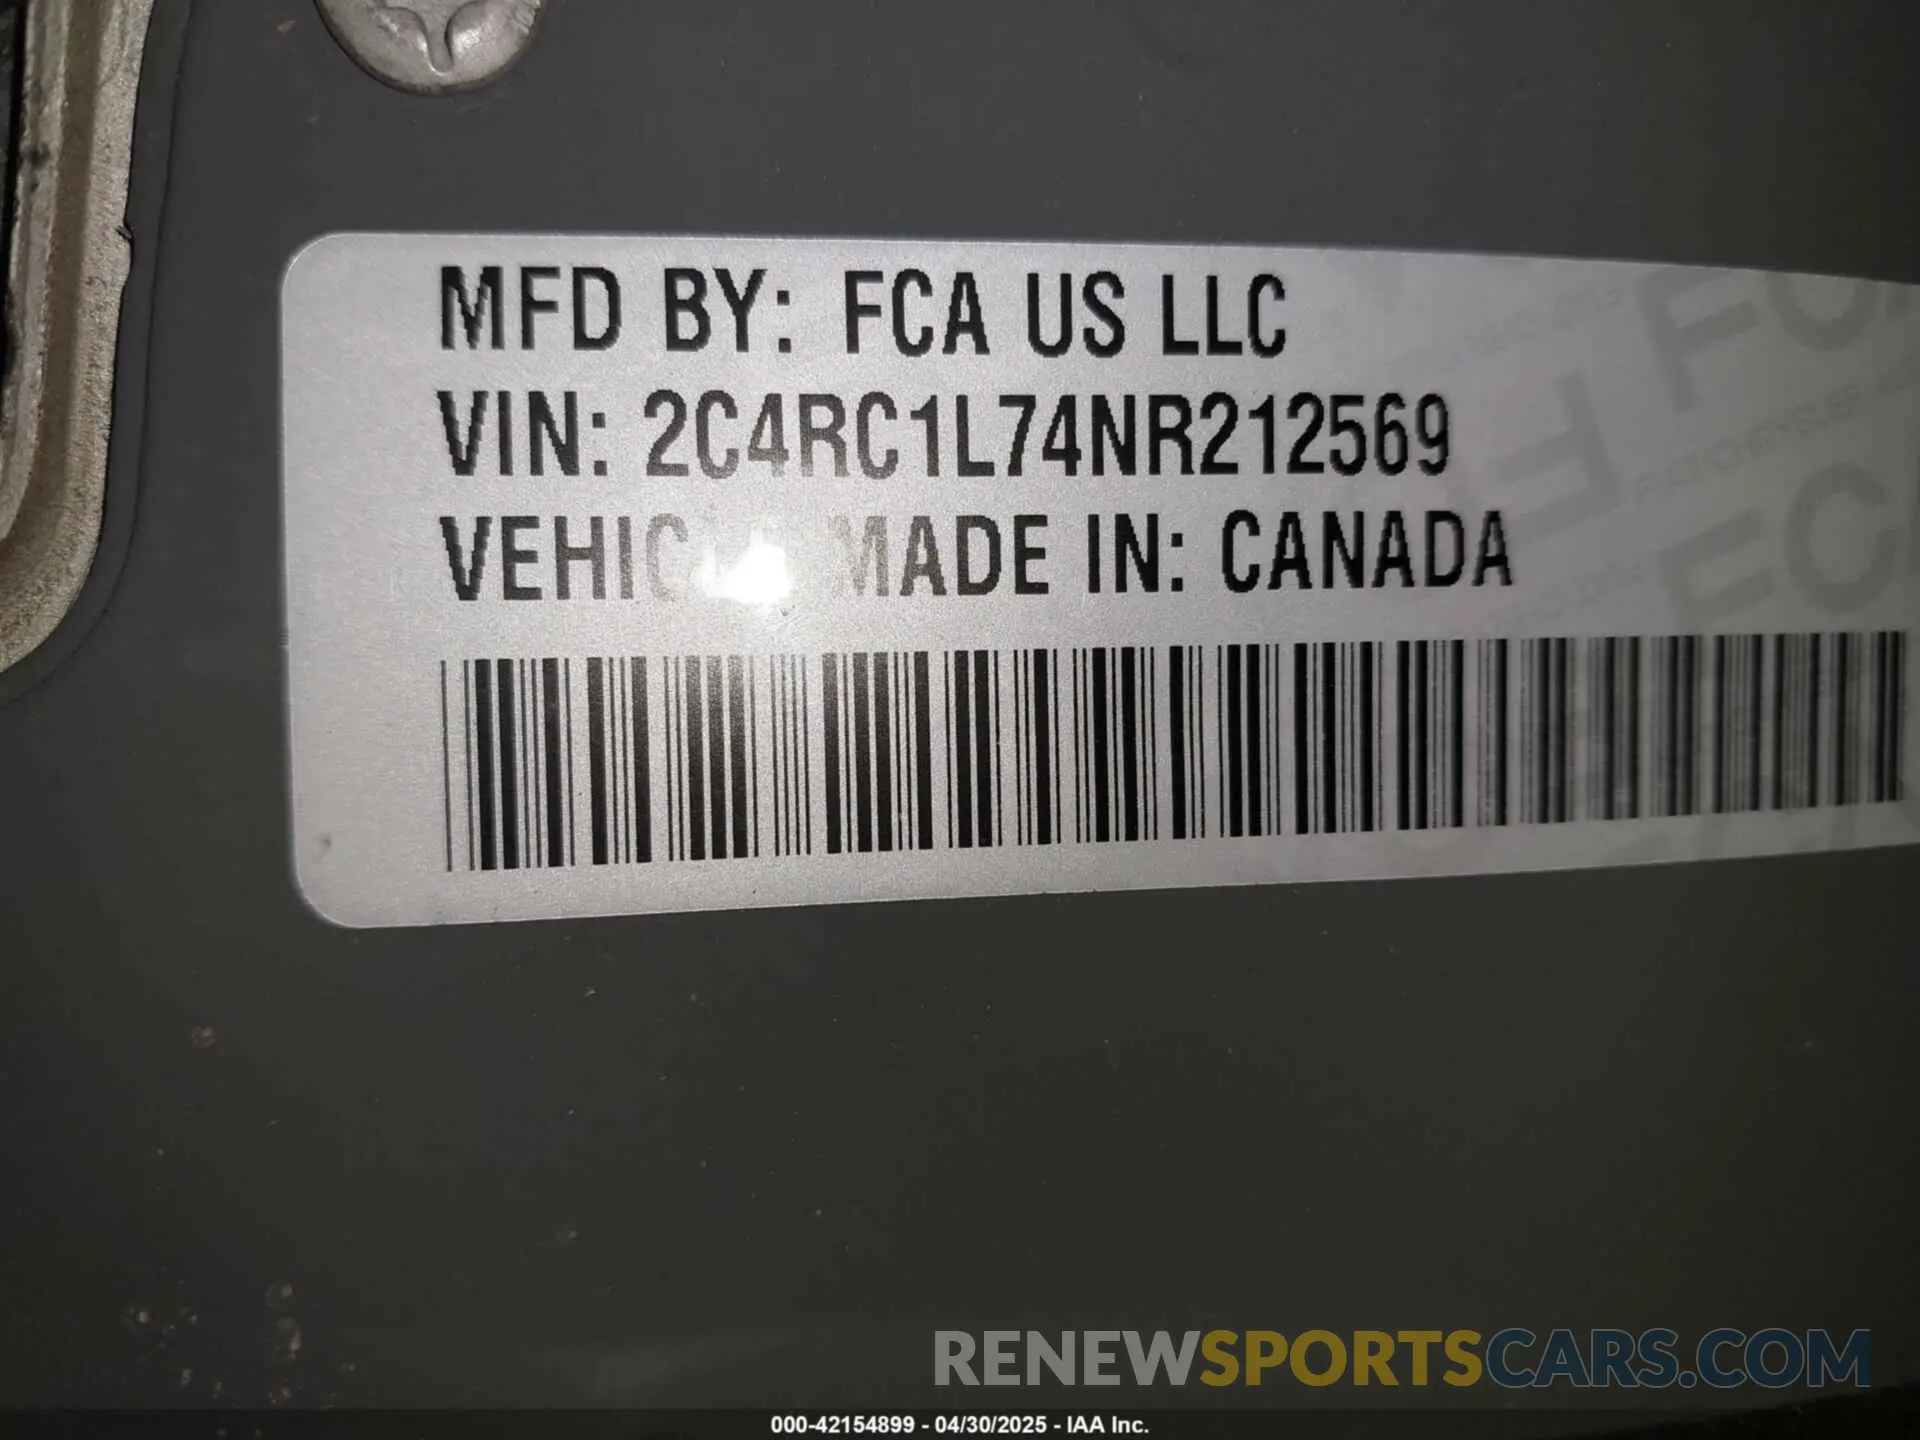 MFD BY: FCA US LLC
VIN: 2C4RC1L74NR212569
MADE IN: CANADA
RENEWSPORTSCARS.COM
000-42154899 - 04/30/2025 - IAA Inc.